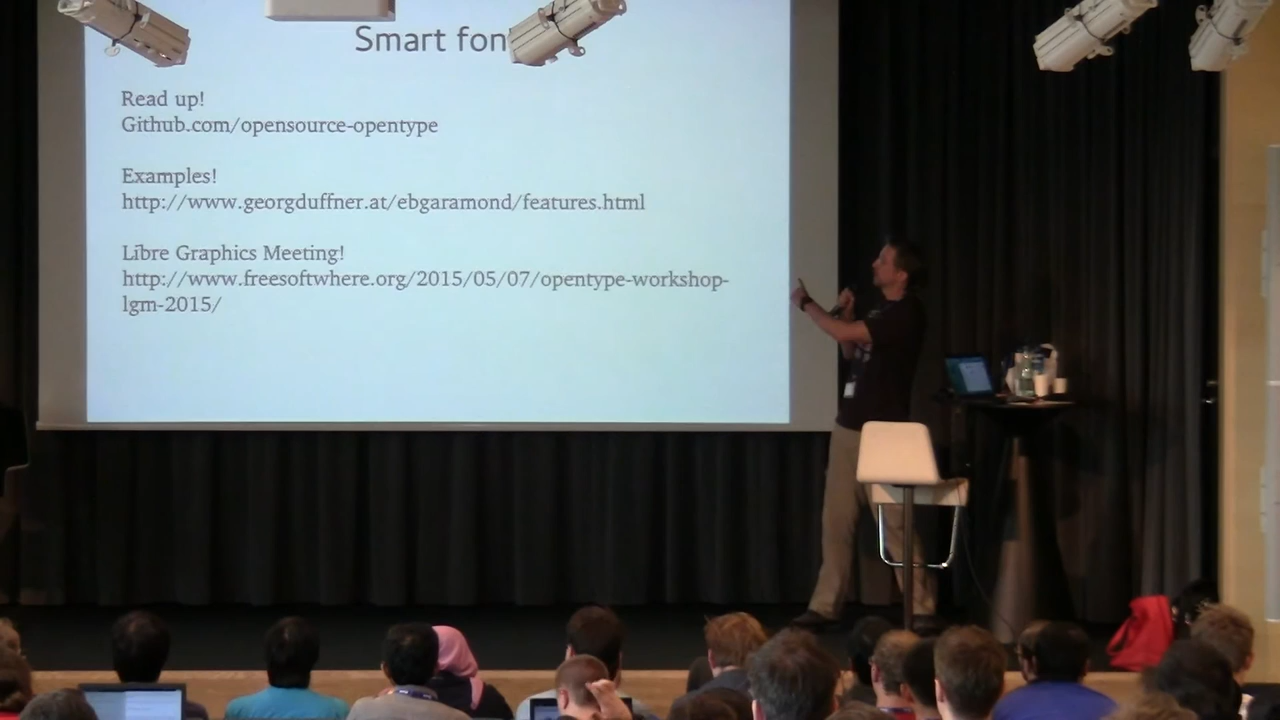 Smart fon
Read up!
Github.com/opensource-opentype
Examples!
http://www.georgduffner.at/ebgaramond/features.html
Libre Graphics Meeting!
http://www.freesoftwhere.org/2015/05/07/opentype-workshop-
lgm-2015/